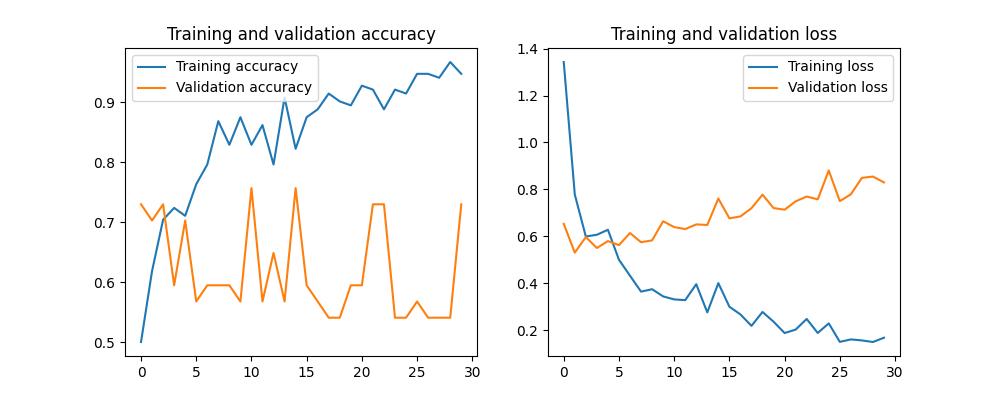 Training and validation accuracy
Training accuracy
Validation accuracy
0.9
0.8
0.7
0.6
0.5
0 5 10 15 20 25 30
Training and validation loss
Training loss
Validation loss
1.4
1.2
1.0
0.8
0.6
0.4
0.2
0 5 10 15 20 25 30